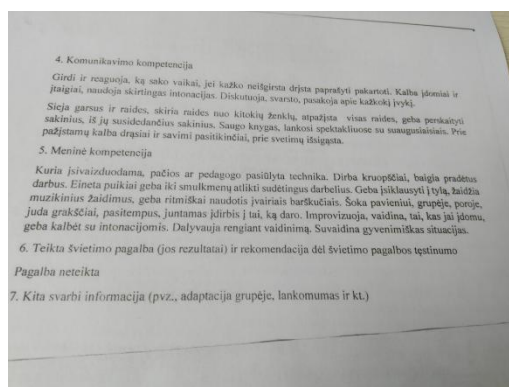 4. Komunikavimo kompetencija
Girdi ir reaguoja, ką sako vaikai, jei kažko neišgirsta drįsta paprašyti pakartoti. Kalba įdomiai ir
įtaigiai, naudoja skirtingas intonacijas. Diskutuoja, svarsto, pasakoja apie kažkokį įvykį.
Sieja garsus ir raides, skiria raides nuo kitokių ženklų, atpažįsta visas raides, geba perskaityti
sakinius, iš jų susidedančius sakinius. Saugo knygas, lankosi spektakliuose su suaugusiaisiais. Prie
pažįstamų kalba drąsiai ir savimi pasitikinčiai, prie svetimų išsigąsta.
5. Meninė kompetencija
Kuria įsivaizduodama, pačios ar pedagogo pasiūlyta technika. Dirba kruopščiai, baigia pradėtus
darbus. Eineta puikiai geba iki smulkmenų atlikti sudėtingus darbelius. Geba įsiklausyti į tylą, žaidžia
muzikinius žaidimus, geba ritmiškai naudotis įvairiais barškučiais. Šoka pavieniui, grupėje, poroje,
juda grakščiai, pasitempus, juntamas įdirbis į tai, ką daro. Improvizuoja, vaidina, tai, kas jai įdomu,
geba kalbėt su intonacijomis. Dalyvauja rengiant vaidinimą. Suvaidina gyvenimiškas situacijas.
6. Teikta švietimo pagalba (jos rezultatai) ir rekomendacija dėl švietimo pagalbos tęstinumo
Pagalba neteikta
7. Kita svarbi informacija (pvz., adaptacija grupėje, lankomumas ir kt.)